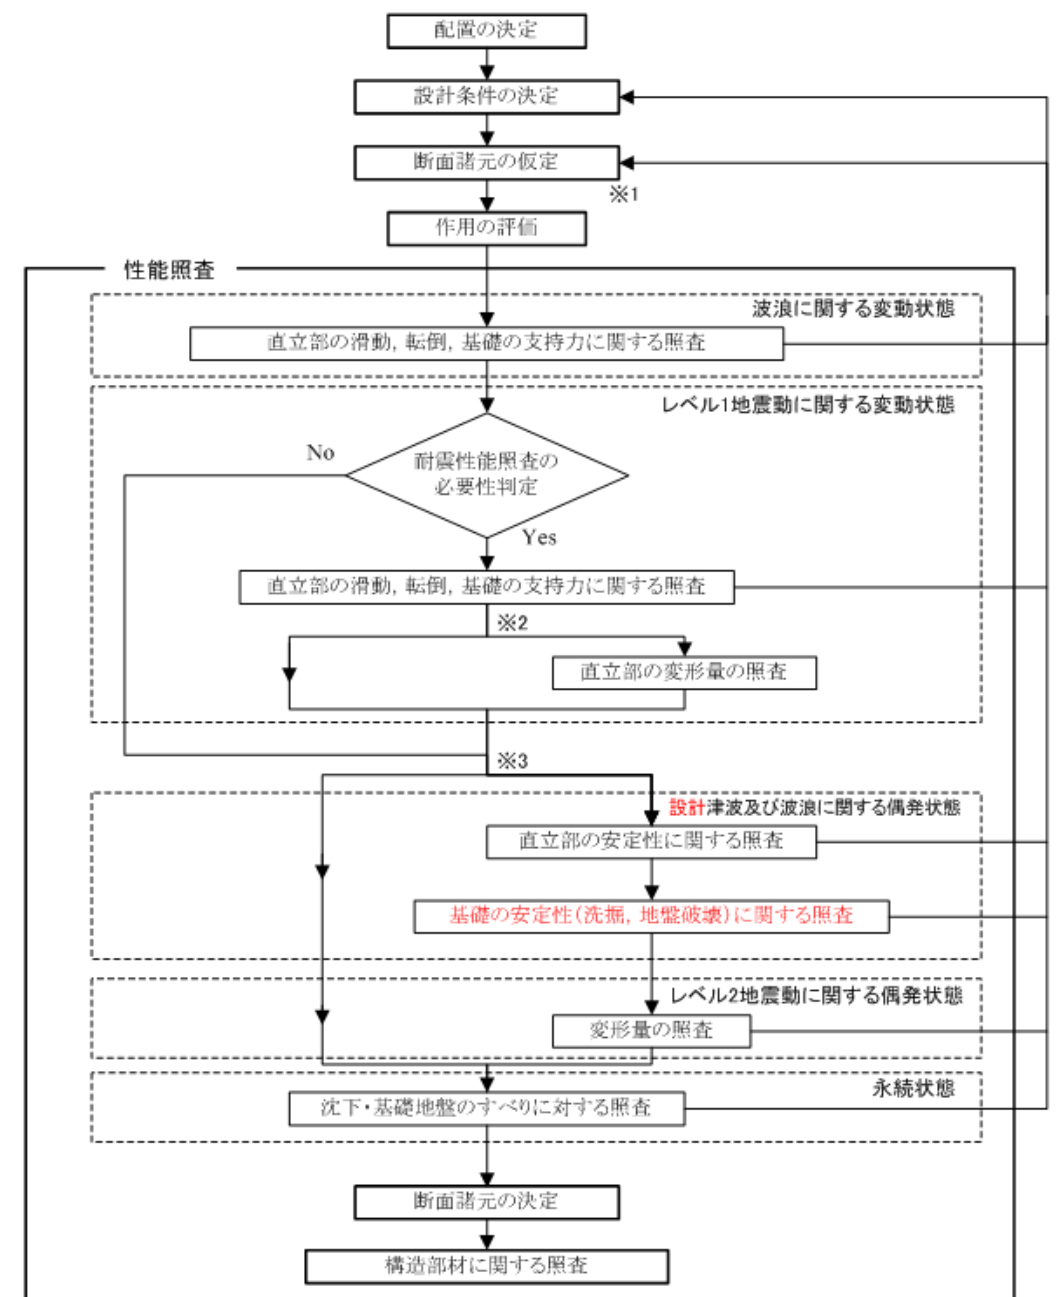 配置の決定
設計条件の決定
断面諸元の仮定
※1
作用の評価
性能照査
波浪に関する変動状態
直立部の滑動, 転倒, 基礎の支持力に関する照査
レベル1地震動に関する変動状態
No
耐震性能照査の
必要性判定
Yes
直立部の滑動, 転倒, 基礎の支持力に関する照査
※2
直立部の変形量の照査
※3
設計津波及び波浪に関する偶発状態
直立部の安定性に関する照査
基礎の安定性(洗掘, 地盤破壊)に関する照査
レベル2地震動に関する偶発状態
変形量の照査
永続状態
沈下・基礎地盤のすべりに対する照査
断面諸元の決定
構造部材に関する照査